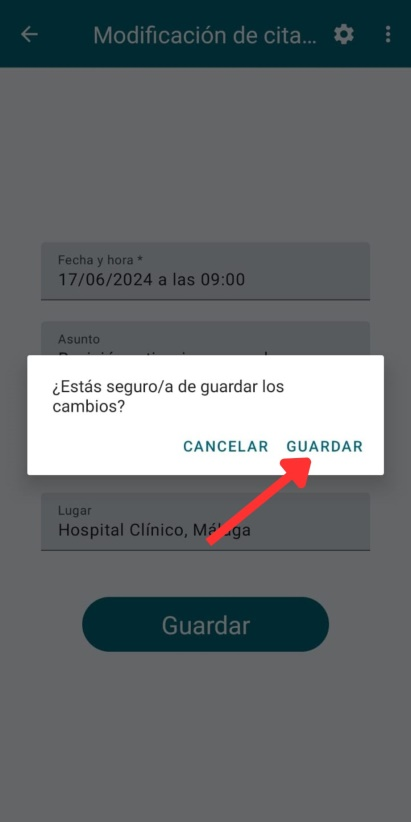 Modificación de cita...
Fecha y hora *
17/06/2024 a las 09:00
Asunto
¿Estás seguro/a de guardar los
cambios?
CANCELAR GUARDAR
Lugar
Hospital Clínico, Málaga
Guardar